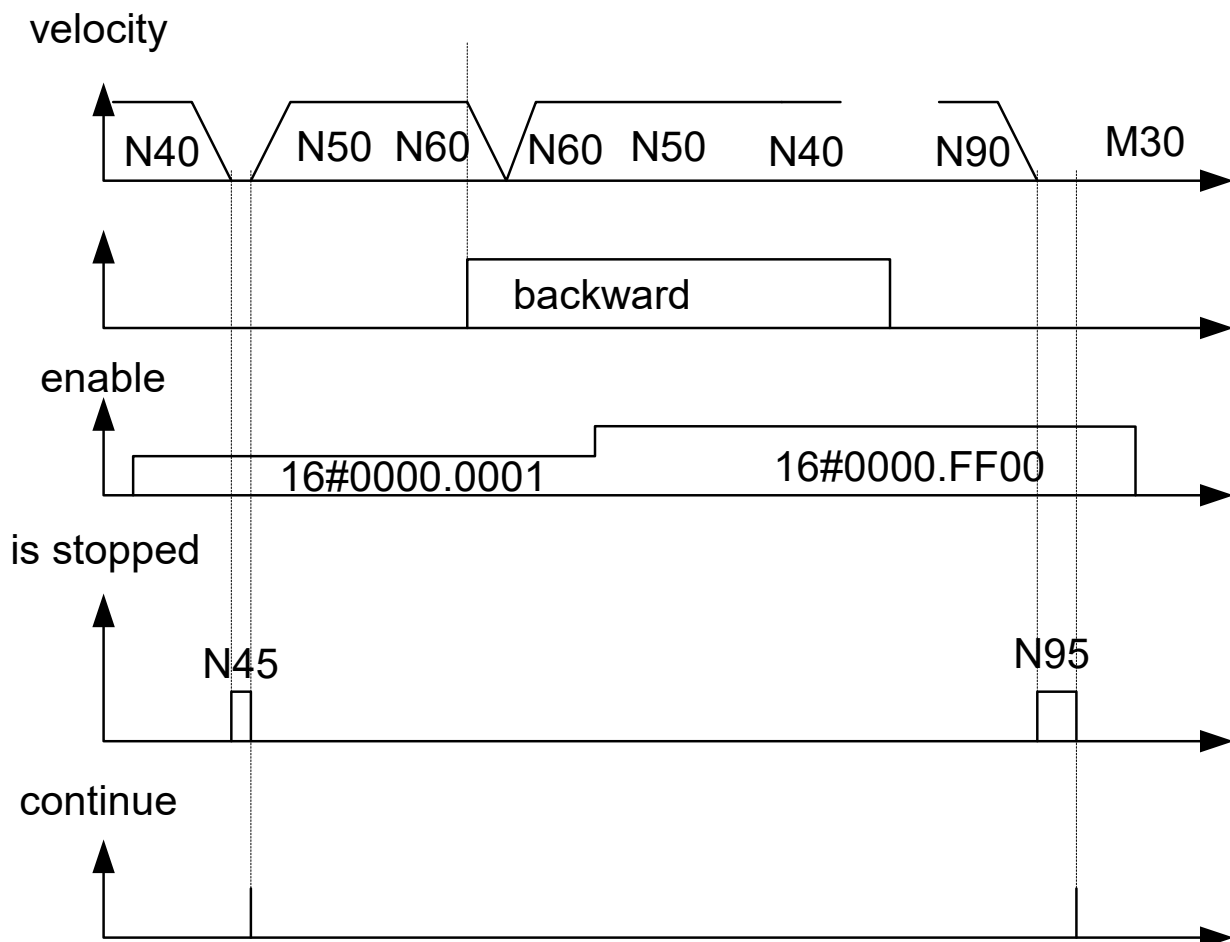 velocity
N40 N50 N60 N60 N50 N40 N90 M30
backward
enable
16#0000.0001 16#0000.FF00
is stopped
N45 N95
continue